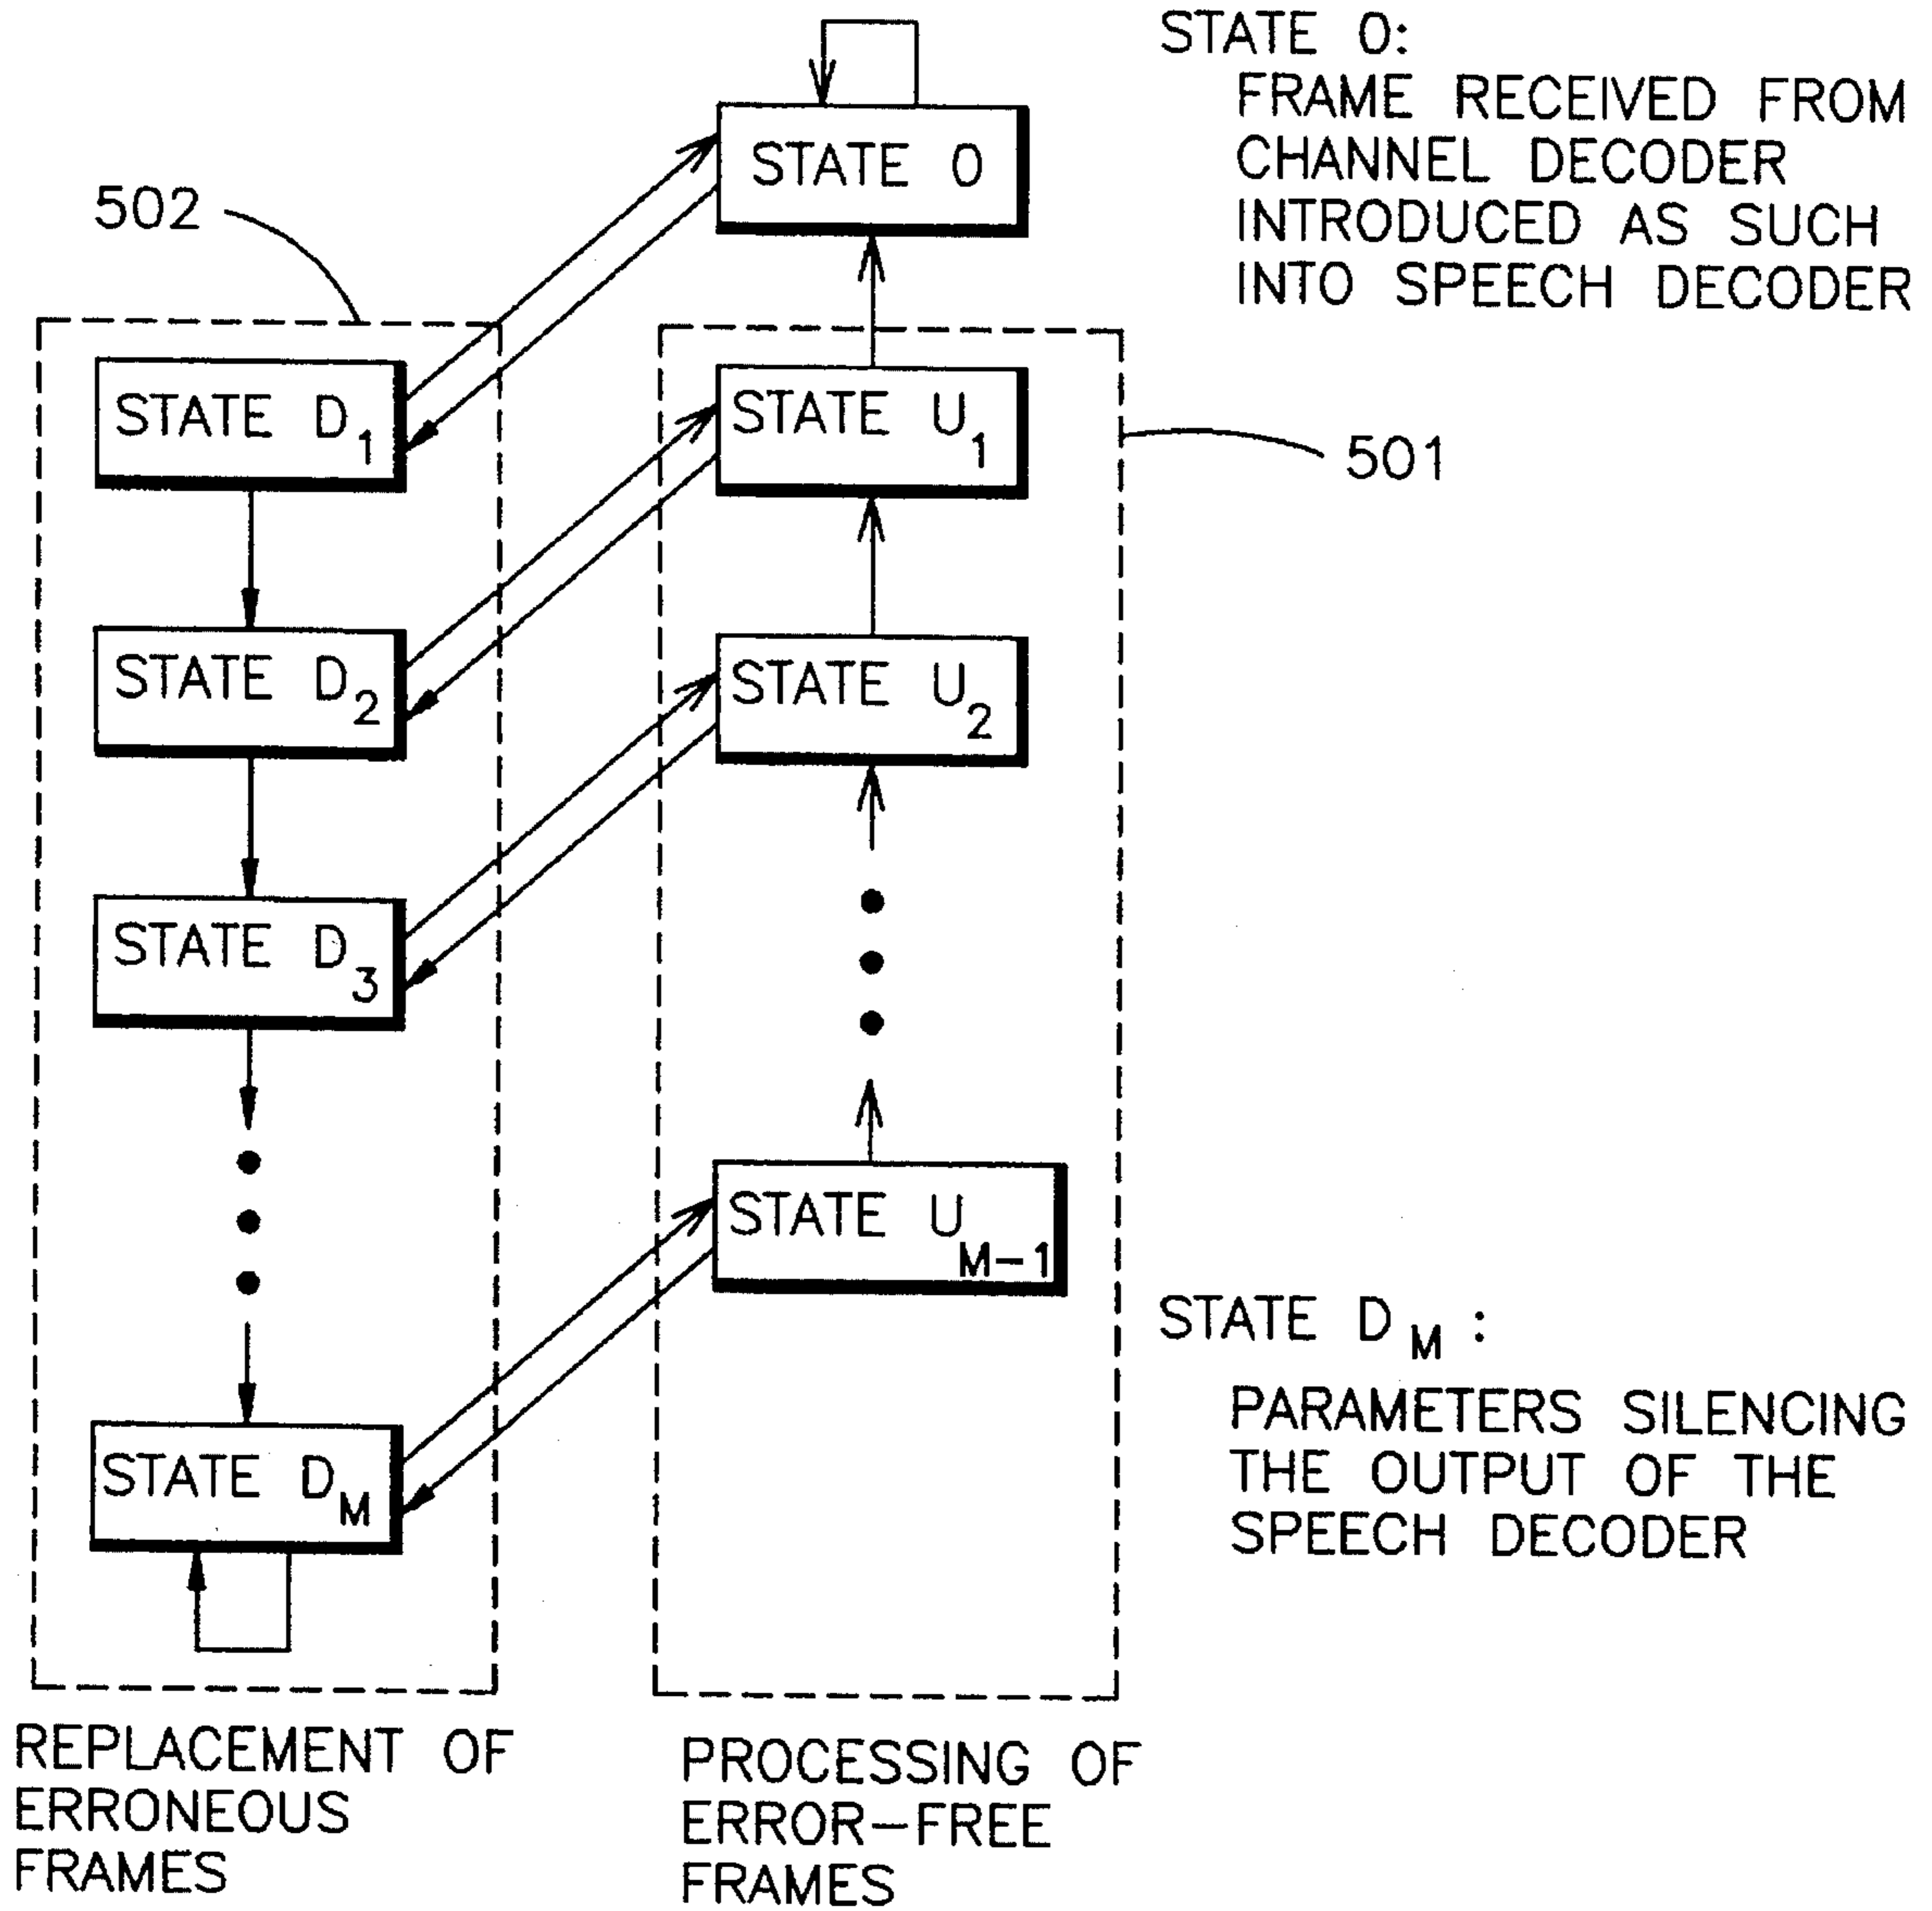 STATE 0:
FRAME RECEIVED FROM
CHANNEL DECODER
INTRODUCED AS SUCH
INTO SPEECH DECODER
STATE 0
502
STATE D1
STATE U1
501
STATE D2
STATE U2
STATE D3
STATE UM-1
STATE DM :
PARAMETERS SILENCING
THE OUTPUT OF THE
SPEECH DECODER
STATE DM
REPLACEMENT OF
ERRONEOUS
FRAMES
PROCESSING OF
ERROR-FREE
FRAMES